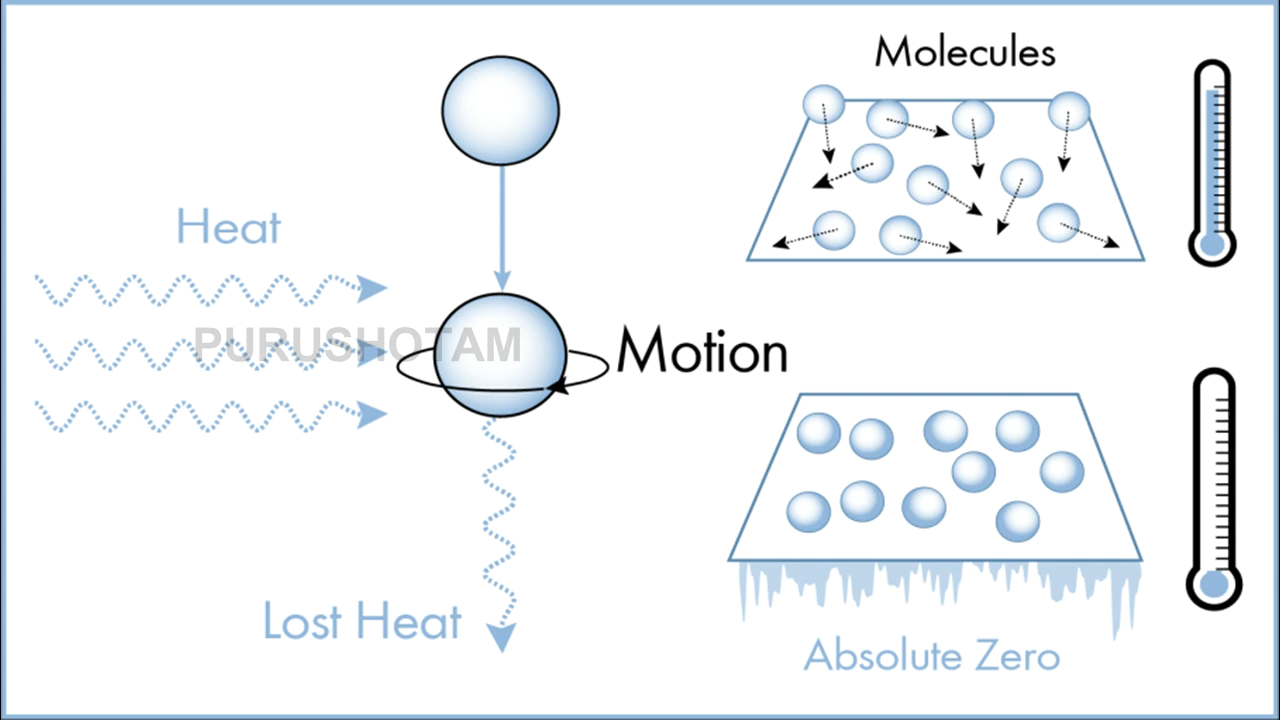 Molecules
Heat
PURUSHOTAM
Motion
Lost Heat
Absolute Zero